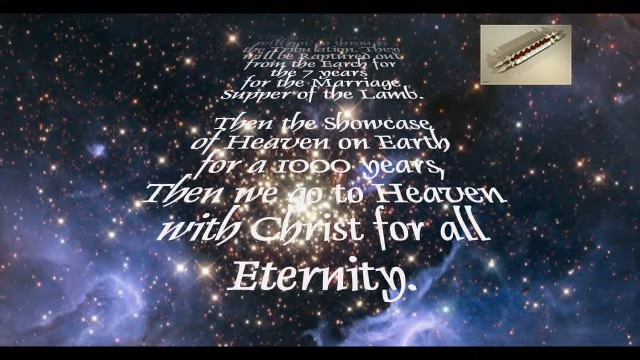 the Tribulation. They
will be Raptured out
from the Earth for
the 7 years
for the Marriage
Supper of the Lamb.
Then the Showcase
of Heaven on Earth
for a 1000 years,
Then we go to Heaven
with Christ for all
Eternity.